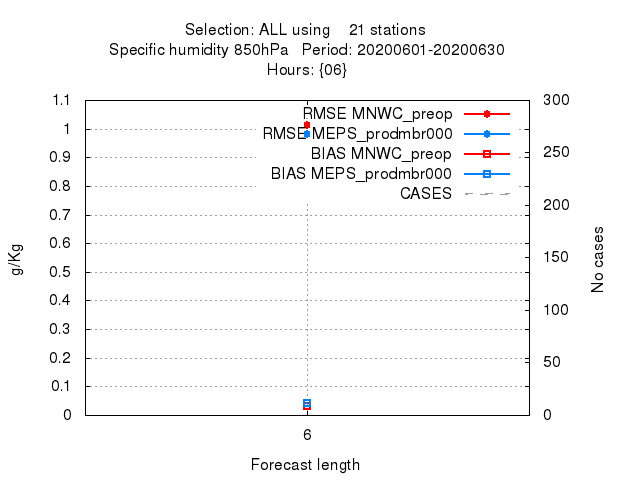 Selection: ALL using    21 stations
Specific humidity 850hPa   Period: 20200601-20200630
Hours: {06}
1.1
1
0.9
0.8
0.7
0.6
0.5
0.4
0.3
0.2
0.1
0
g/Kg
RMSE MNWC_preop
RMSE MEPS_prodmbr000
BIAS MNWC_preop
BIAS MEPS_prodmbr000
CASES
300
250
200
150
100
50
0
No cases
6
Forecast length